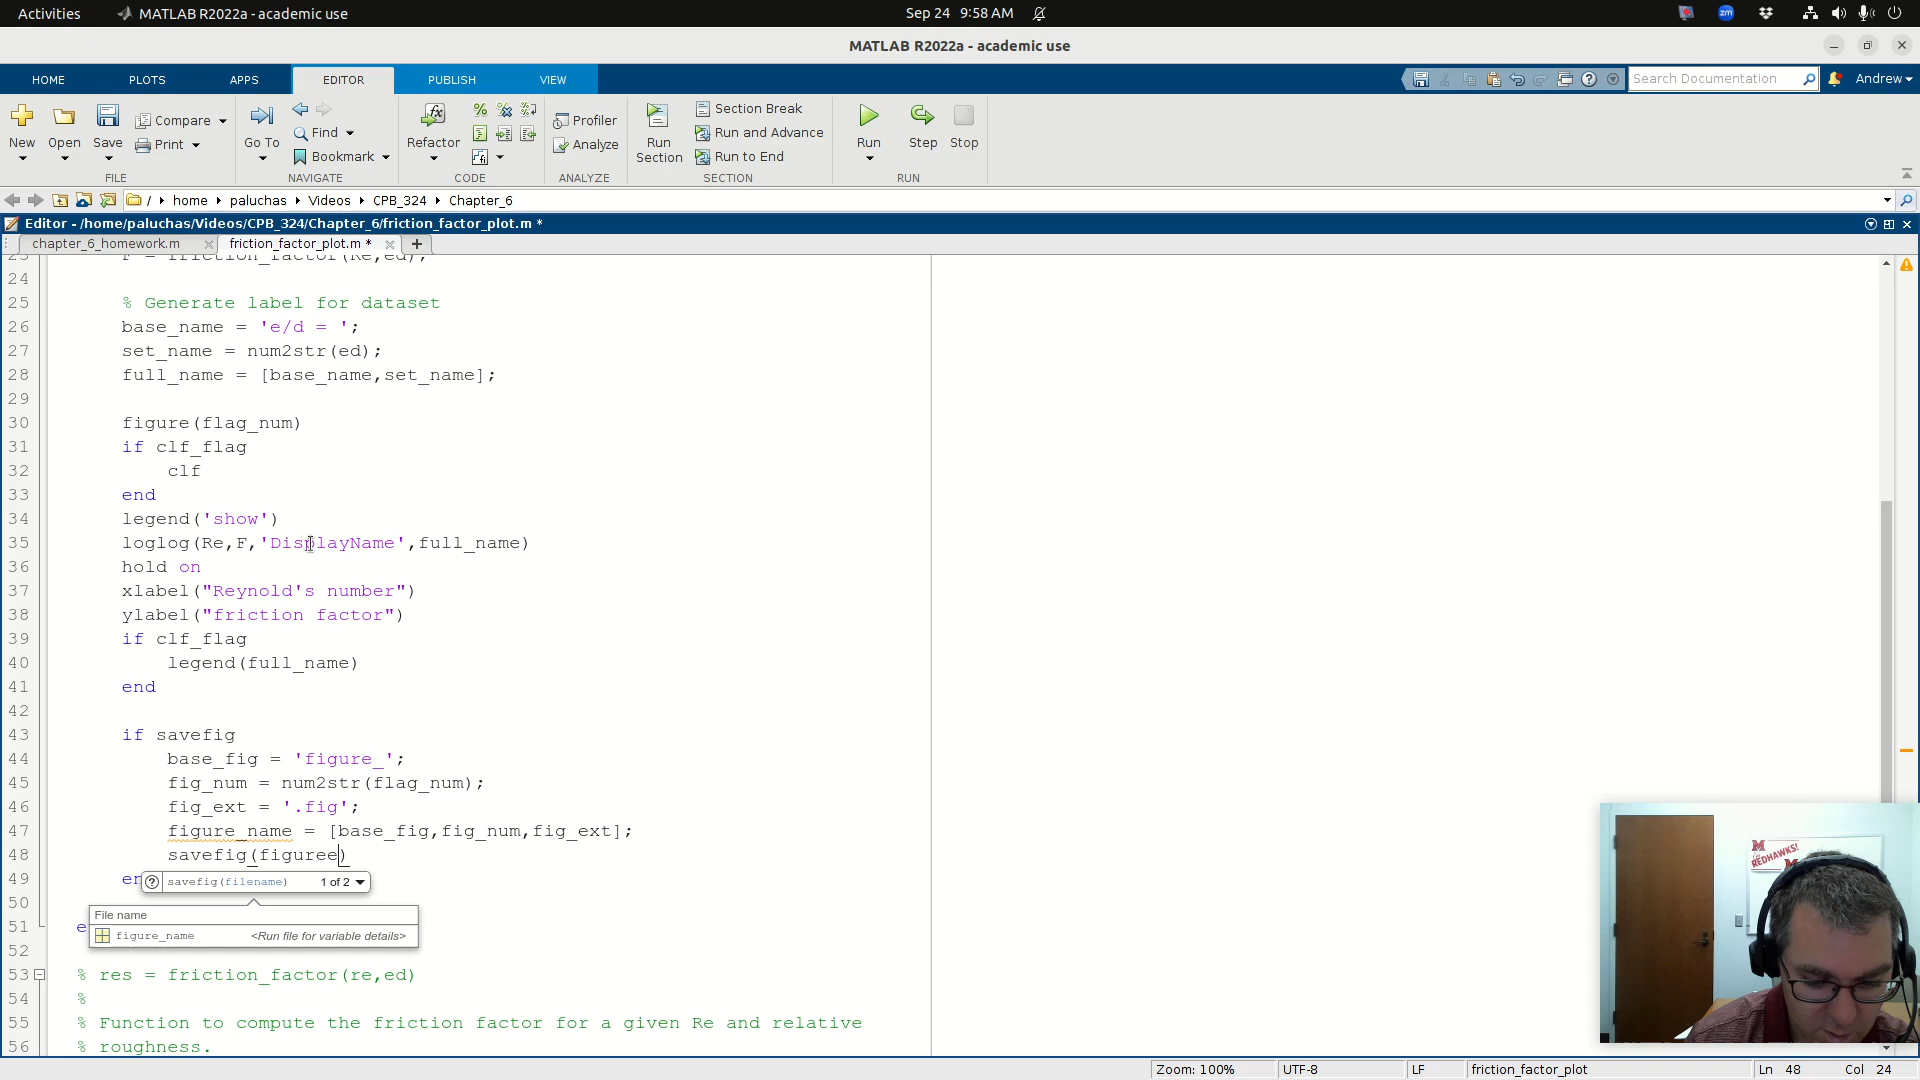 Activities MATLAB R2022a - academic use Sep 24 9:58 AM zm
MATLAB R2022a - academic use
HOME PLOTS APPS EDITOR PUBLISH VIEW Search Documentation Andrew
New Open Save Compare Print Go To Find Bookmark Refactor Profiler Analyze Run Section Section Break Run and Advance Run to End Run Step Stop
FILE NAVIGATE CODE ANALYZE SECTION RUN
/ home paluchas Videos CPB_324 Chapter_6
Editor - /home/paluchas/Videos/CPB_324/Chapter_6/friction_factor_plot.m *
chapter_6_homework.m friction_factor_plot.m * +
F = friction_factor(Re,ed);
24
25 % Generate label for dataset
26 base_name = 'e/d = ';
27 set_name = num2str(ed);
28 full_name = [base_name,set_name];
29
30 figure(flag_num)
31 if clf_flag
32 clf
33 end
34 legend('show')
35 loglog(Re,F,'DisplayName',full_name)
36 hold on
37 xlabel("Reynold's number")
38 ylabel("friction factor")
39 if clf_flag
40 legend(full_name)
41 end
42
43 if savefig
44 base_fig = 'figure_';
45 fig_num = num2str(flag_num);
46 fig_ext = '.fig';
47 figure_name = [base_fig,fig_num,fig_ext];
48 savefig(figuree)
49 en
savefig(filename) 1 of 2
50
File name
51 e
figure_name <Run file for variable details>
52
53 % res = friction_factor(re,ed)
54 %
55 % Function to compute the friction factor for a given Re and relative
56 % roughness.
M REDHAWKS!
Zoom: 100% UTF-8 LF friction_factor_plot Ln 48 Col 24